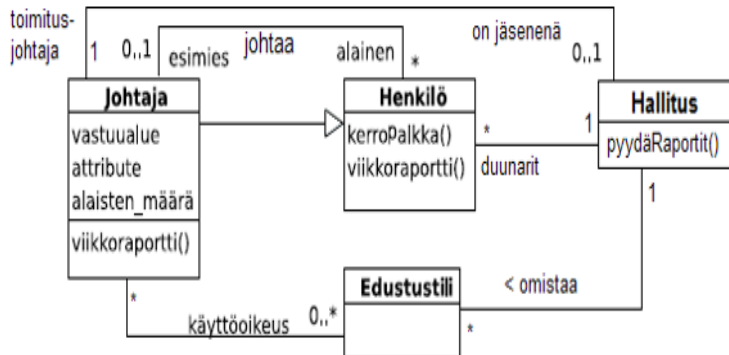 toimitus-
johtaja
1
0..1
esimies
johtaa
alainen
*
on jäsenenä
0..1
Johtaja
vastuualue
attribute
alaisten_määrä
viikkoraportti()
Henkilö
kerroPalkka()
viikkoraportti()
*
duunarit
1
Hallitus
pyydäRaportit()
1
< omistaa
*
Edustustili
0..*
käyttöoikeus
*